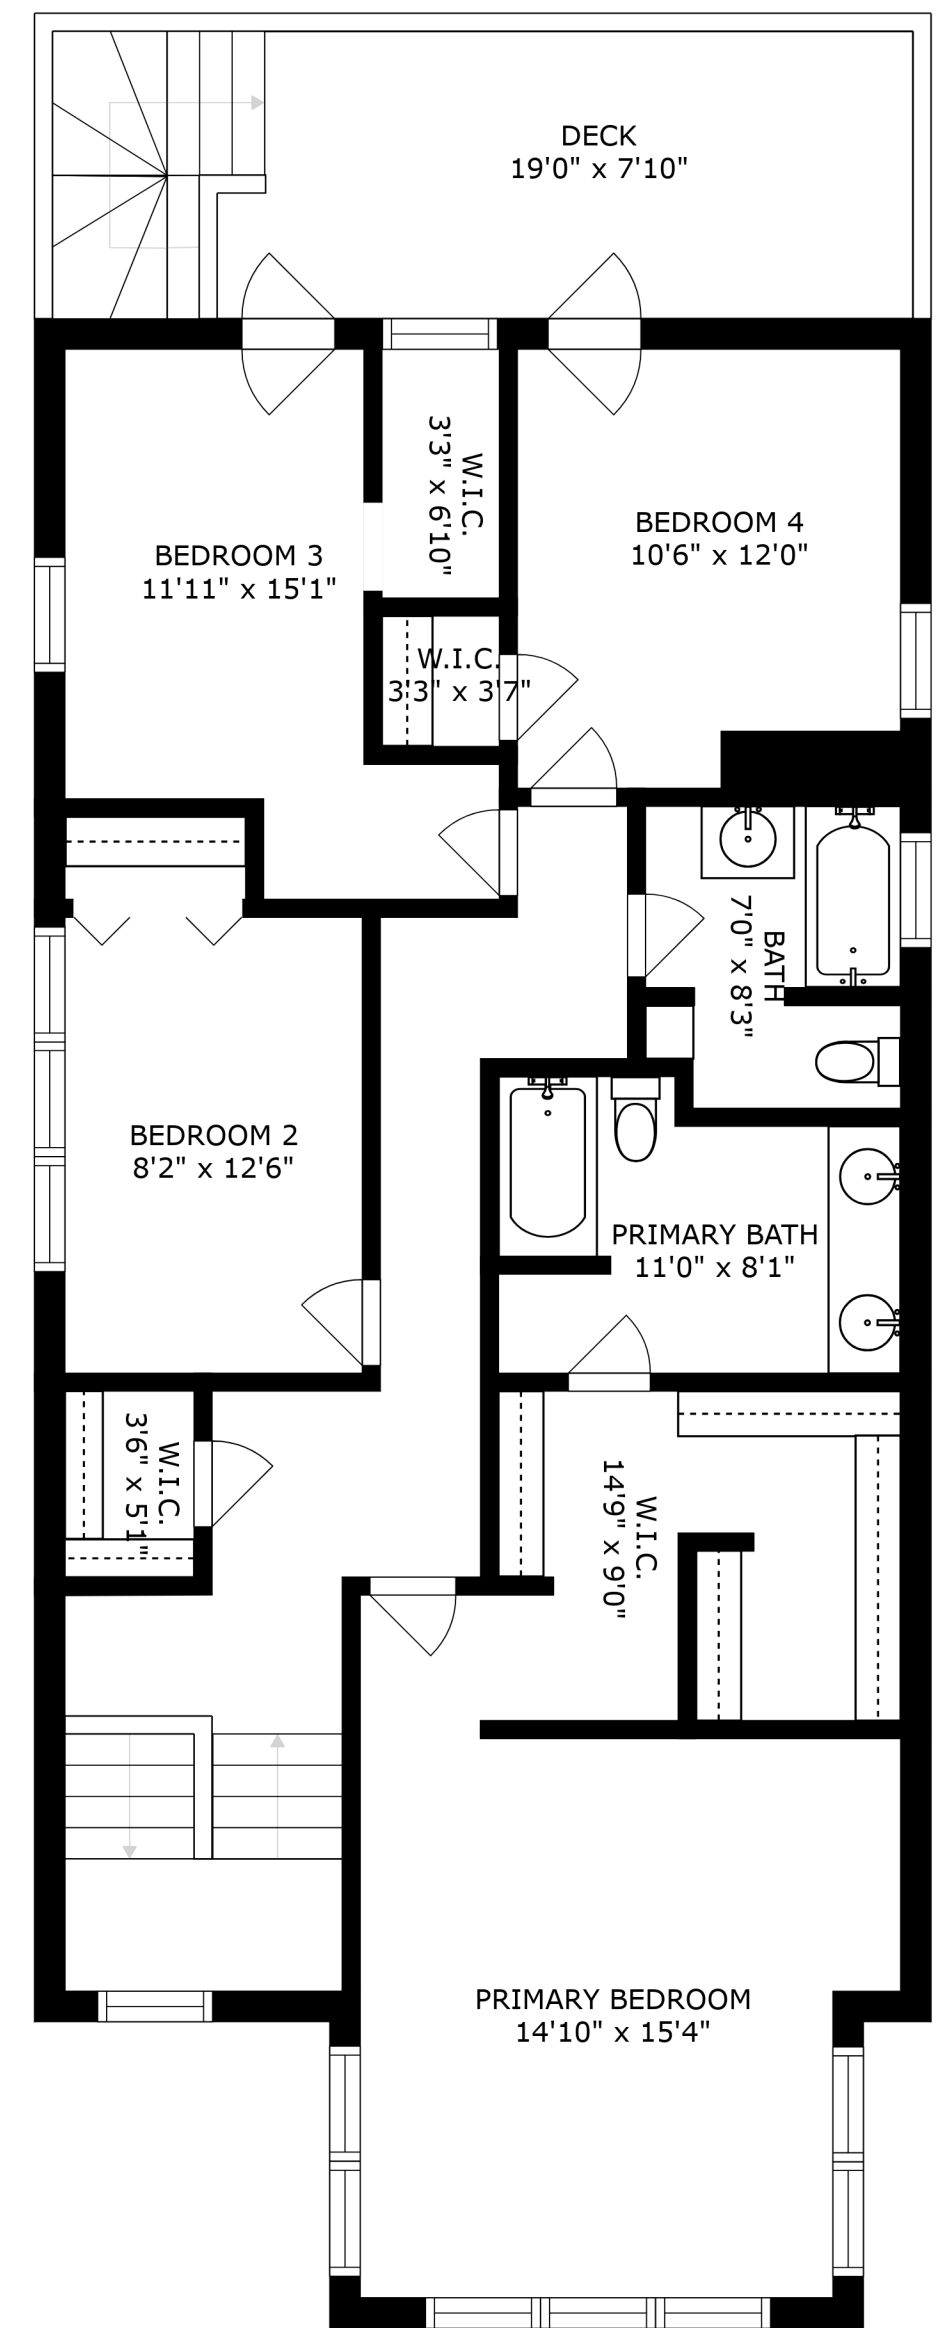 DECK
19'0" x 7'10"
W.I.C.
3'3" x 6'10"
BEDROOM 4
10'6" x 12'0"
BEDROOM 3
11'11" x 15'1"
W.I.C.
3'3" x 3'7"
BATH
7'0" x 8'3"
BEDROOM 2
8'2" x 12'6"
PRIMARY BATH
11'0" x 8'1"
W.I.C.
3'6" x 5'1"
W.I.C.
14'9" x 9'0"
PRIMARY BEDROOM
14'10" x 15'4"